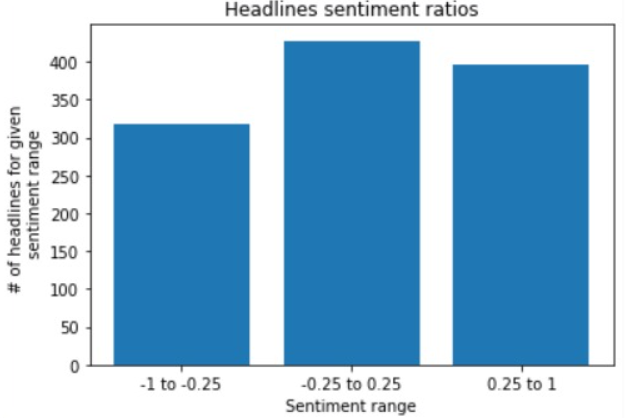 Headlines sentiment ratios
# of headlines for given
sentiment range
400
350
300
250
200
150
100
50
0
-1 to -0.25
-0.25 to 0.25
0.25 to 1
Sentiment range